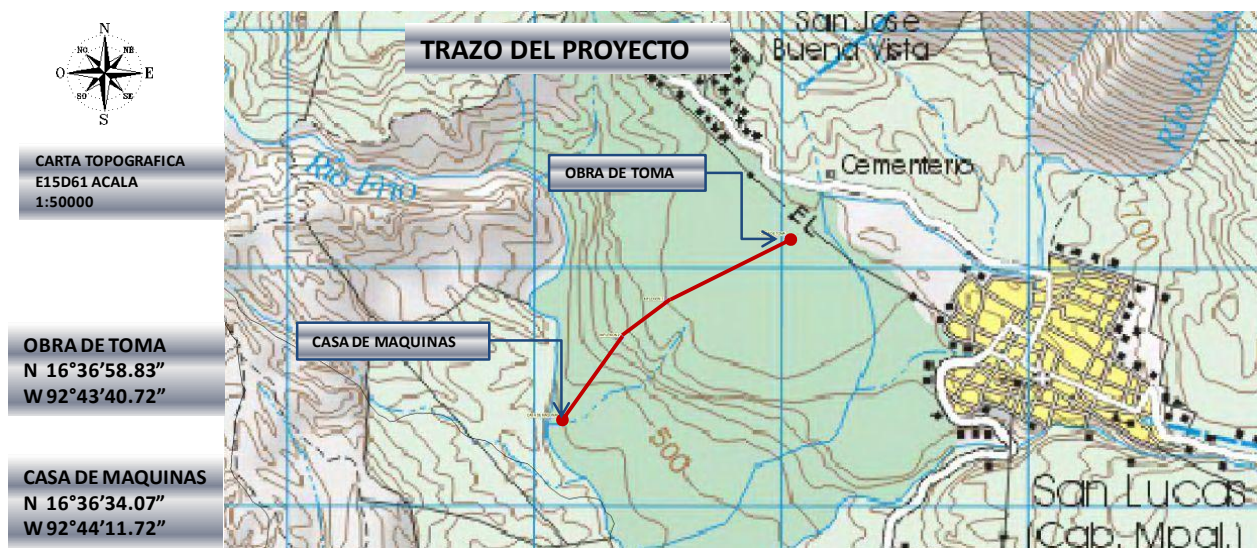 N
NO
NE
O
E
SO
SE
S
CARTA TOPOGRAFICA
E15D61 ACALA
1:50000
OBRA DE TOMA
N 16°36’58.83”
W 92°43’40.72”
CASA DE MAQUINAS
N 16°36’34.07”
W 92°44’11.72”
TRAZO DEL PROYECTO
San José
Buena Vista
Río Blanco
Río Frío
OBRA DE TOMA
Cementerio
EL
700
CASA DE MAQUINAS
500
San Lucas
(Cab. Mpal.)